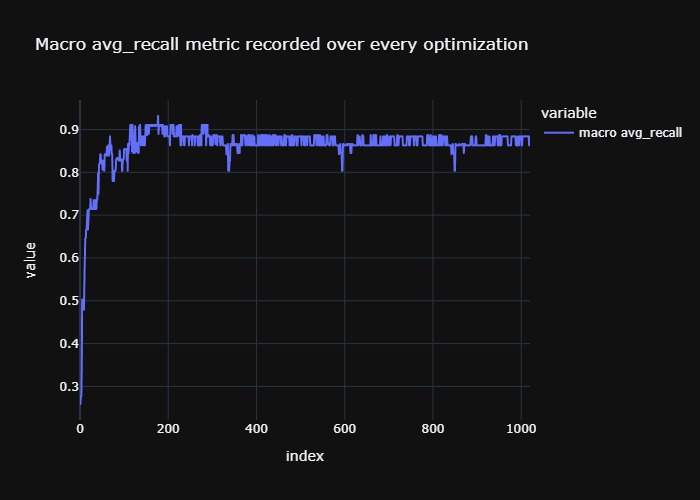 Macro avg_recall metric recorded over every optimization
variable
macro avg_recall
0.9
0.8
0.7
0.6
0.5
0.4
0.3
value
0 200 400 600 800 1000
index